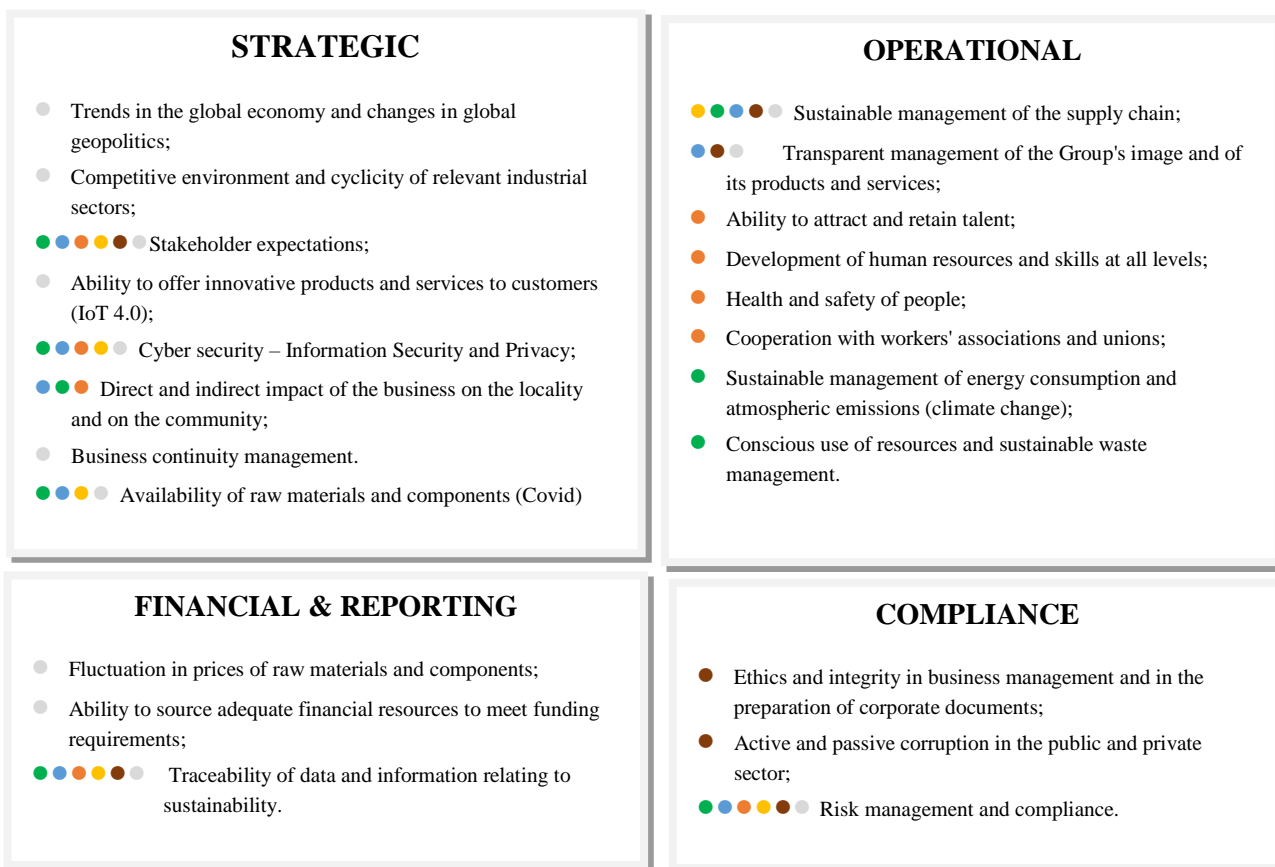 STRATEGIC
Trends in the global economy and changes in global
geopolitics;
Competitive environment and cyclicity of relevant industrial
sectors;
Stakeholder expectations;
Ability to offer innovative products and services to customers
(IoT 4.0);
Cyber security – Information Security and Privacy;
Direct and indirect impact of the business on the locality
and on the community;
Business continuity management.
Availability of raw materials and components (Covid)
OPERATIONAL
Sustainable management of the supply chain;
Transparent management of the Group's image and of
its products and services;
Ability to attract and retain talent;
Development of human resources and skills at all levels;
Health and safety of people;
Cooperation with workers' associations and unions;
Sustainable management of energy consumption and
atmospheric emissions (climate change);
Conscious use of resources and sustainable waste
management.
FINANCIAL & REPORTING
Fluctuation in prices of raw materials and components;
Ability to source adequate financial resources to meet funding
requirements;
Traceability of data and information relating to
sustainability.
COMPLIANCE
Ethics and integrity in business management and in the
preparation of corporate documents;
Active and passive corruption in the public and private
sector;
Risk management and compliance.